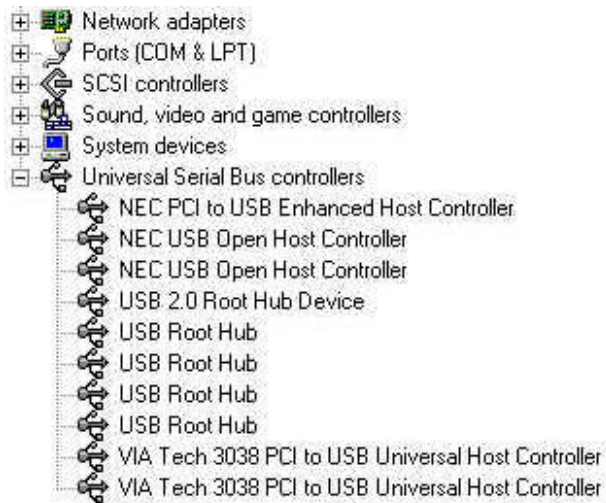 Network adapters
Ports (COM & LPT)
SCSI controllers
Sound, video and game controllers
System devices
Universal Serial Bus controllers
NEC PCI to USB Enhanced Host Controller
NEC USB Open Host Controller
NEC USB Open Host Controller
USB 2.0 Root Hub Device
USB Root Hub
USB Root Hub
USB Root Hub
USB Root Hub
VIA Tech 3038 PCI to USB Universal Host Controller
VIA Tech 3038 PCI to USB Universal Host Controller